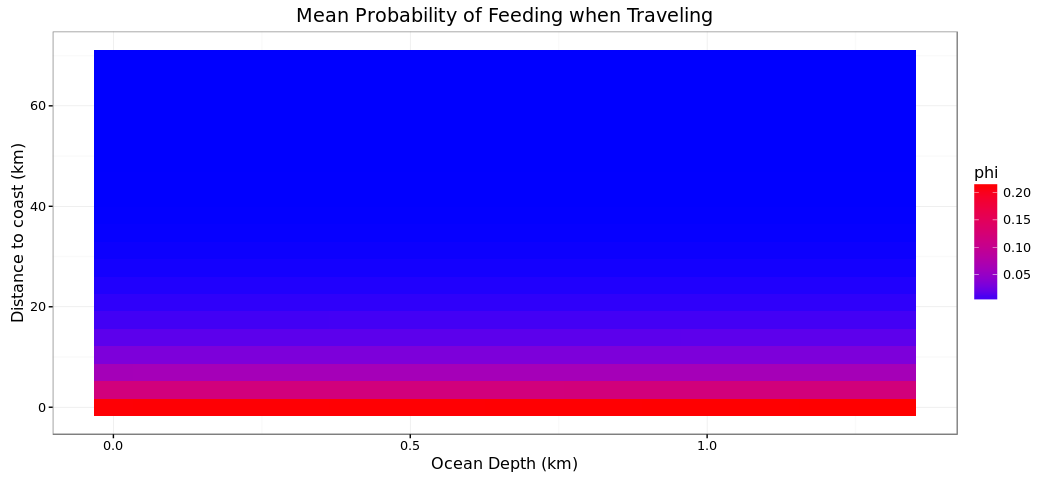 Mean Probability of Feeding when Traveling
Distance to coast (km)
60
40
20
0
0.0
0.5
1.0
Ocean Depth (km)
phi
0.20
0.15
0.10
0.05